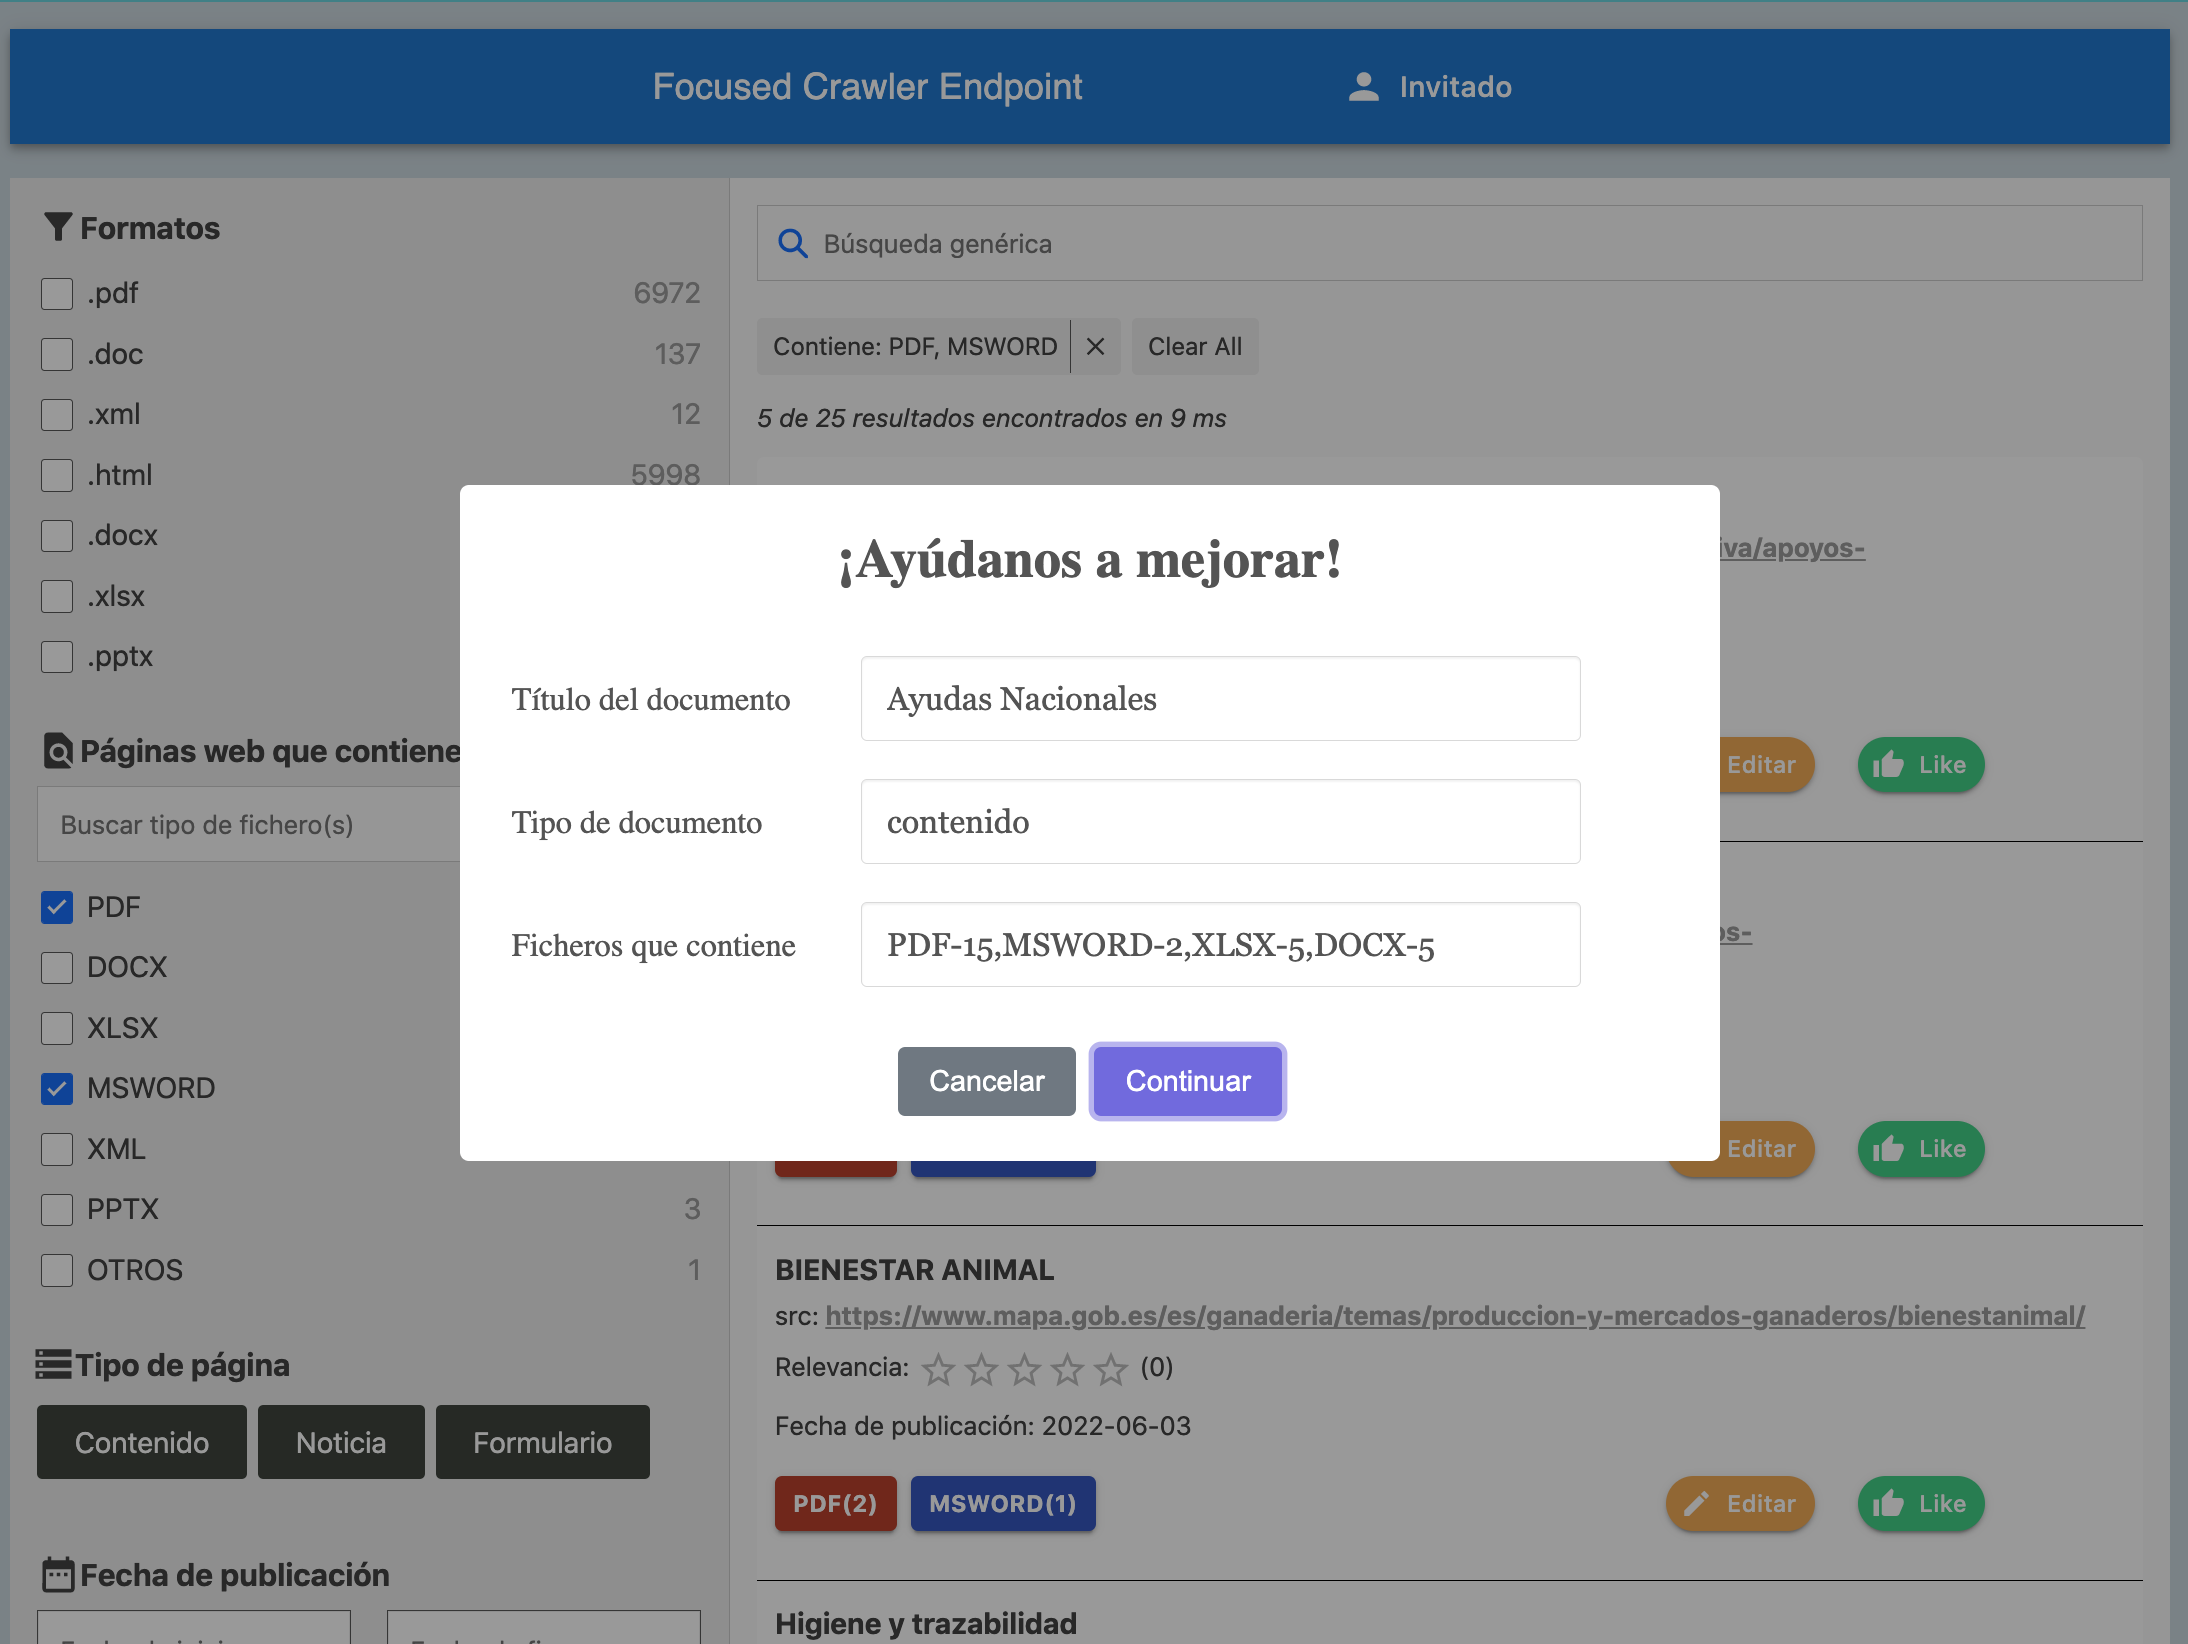 Focused Crawler Endpoint
Invitado
Formatos
.pdf 6972
.doc 137
.xml 12
.html 5998
.docx
.xlsx
.pptx
Páginas web que contiene
Buscar tipo de fichero(s)
PDF
DOCX
XLSX
MSWORD
XML
PPTX 3
OTROS 1
Tipo de página
Contenido Noticia Formulario
Fecha de publicación
Búsqueda genérica
Contiene: PDF, MSWORD Clear All
5 de 25 resultados encontrados en 9 ms
iva/apoyos-
Editar Like
os-
Editar Like
¡Ayúdanos a mejorar!
Título del documento Ayudas Nacionales
Tipo de documento contenido
Ficheros que contiene PDF-15,MSWORD-2,XLSX-5,DOCX-5
Cancelar Continuar
BIENESTAR ANIMAL
src: https://www.mapa.gob.es/es/ganaderia/temas/produccion-y-mercados-ganaderos/bienestanimal/
Relevancia: (0)
Fecha de publicación: 2022-06-03
PDF(2) MSWORD(1) Editar Like
Higiene y trazabilidad